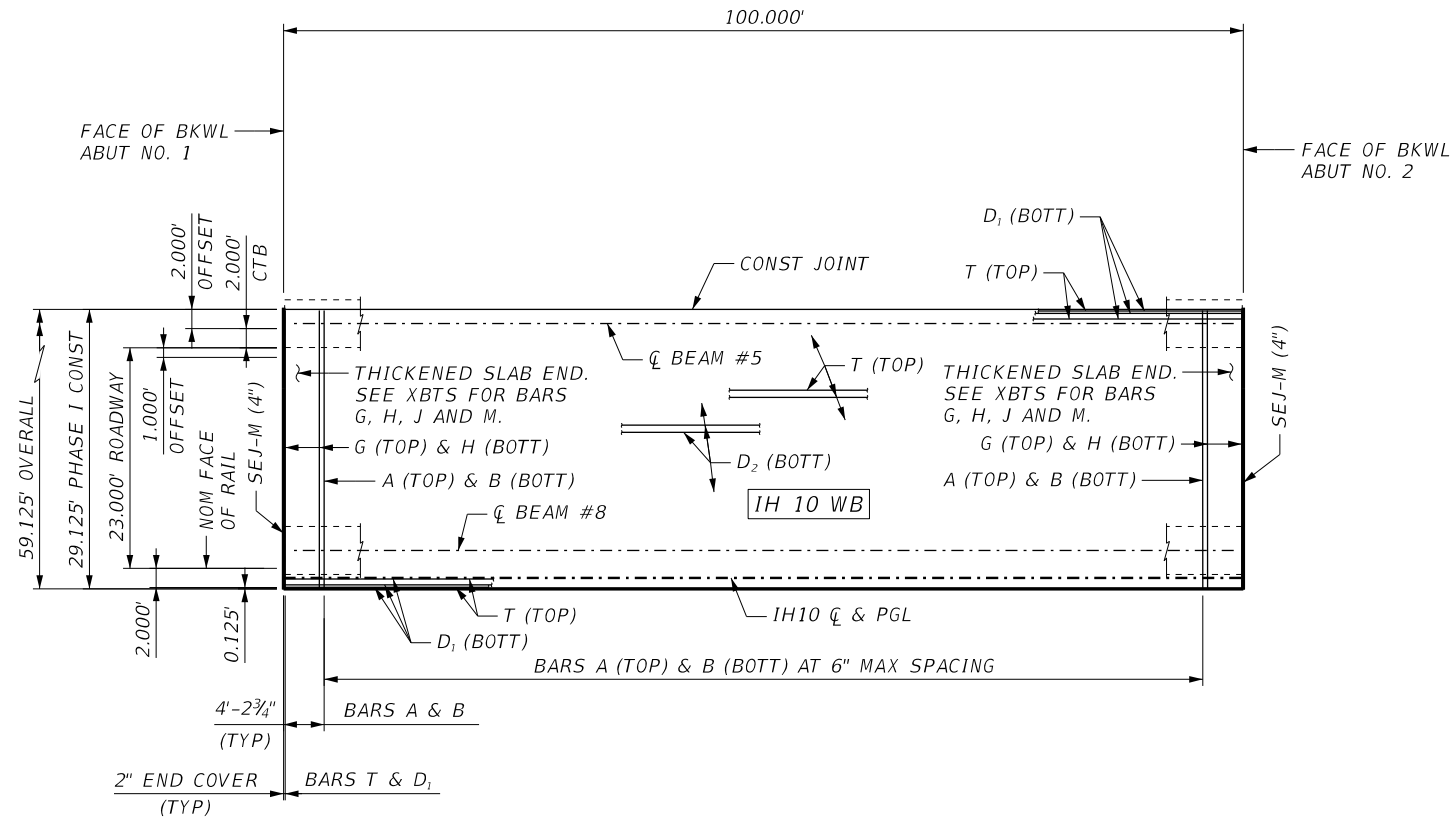 100.000'
FACE OF BKWL
ABUT NO. 1
FACE OF BKWL
ABUT NO. 2
2.000'
OFFSET
2.000'
CTB
D₁ (BOTT)
T (TOP)
CONST JOINT
59.125' OVERALL
29.125' PHASE I CONST
23.000' ROADWAY
1.000'
OFFSET
NOM FACE
OF RAIL
SEJ-M (4")
℄ BEAM #5
T (TOP)
THICKENED SLAB END.
SEE XBTS FOR BARS
G, H, J AND M.
THICKENED SLAB END.
SEE XBTS FOR BARS
G, H, J AND M.
SEJ-M (4")
G (TOP) & H (BOTT)
G (TOP) & H (BOTT)
D₂ (BOTT)
A (TOP) & B (BOTT)
A (TOP) & B (BOTT)
IH 10 WB
℄ BEAM #8
2.000'
0.125'
T (TOP)
D₁ (BOTT)
IH10 ℄ & PGL
BARS A (TOP) & B (BOTT) AT 6" MAX SPACING
4'-2¾"
(TYP)
BARS A & B
2" END COVER
(TYP)
BARS T & D₁